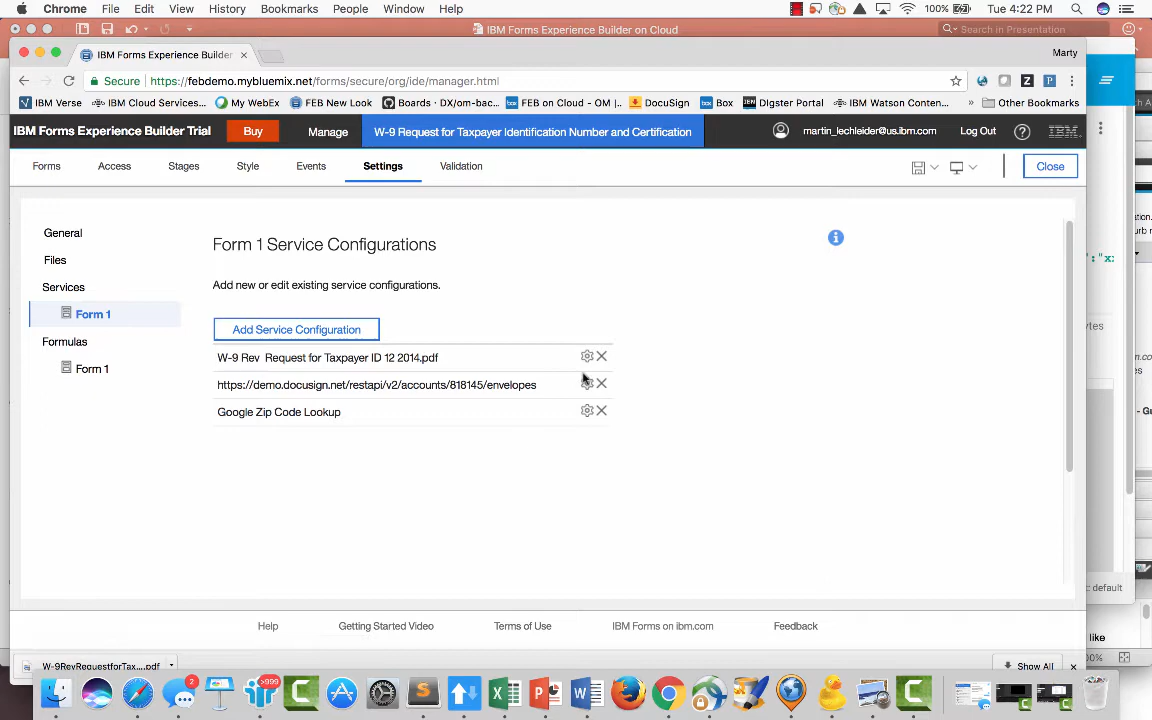 Chrome File Edit View History Bookmarks People Window Help 100% Tue 4:22 PM
IBM Forms Experience Builder on Cloud
Search in Presentation
IBM Forms Experience Builder
Marty
Secure https://febdemo.mybluemix.net/forms/secure/org/ide/manager.html
IBM Verse IBM Cloud Services... My WebEx FEB New Look Boards · DX/om-bac... FEB on Cloud - OM |.. DocuSign Box DIgster Portal IBM Watson Conten... » Other Bookmarks
IBM Forms Experience Builder Trial Buy Manage W-9 Request for Taxpayer Identification Number and Certification martin_lechleider@us.ibm.com Log Out IBM
Forms Access Stages Style Events Settings Validation Close
General
Form 1 Service Configurations
Files
Add new or edit existing service configurations.
Services
Form 1
Add Service Configuration
Formulas
W-9 Rev Request for Taxpayer ID 12 2014.pdf
Form 1
https://demo.docusign.net/restapi/v2/accounts/818145/envelopes
Google Zip Code Lookup
: default
Help Getting Started Video Terms of Use IBM Forms on ibm.com Feedback
like
W-9RevRequestforTax....pdf
Show All
2
>999